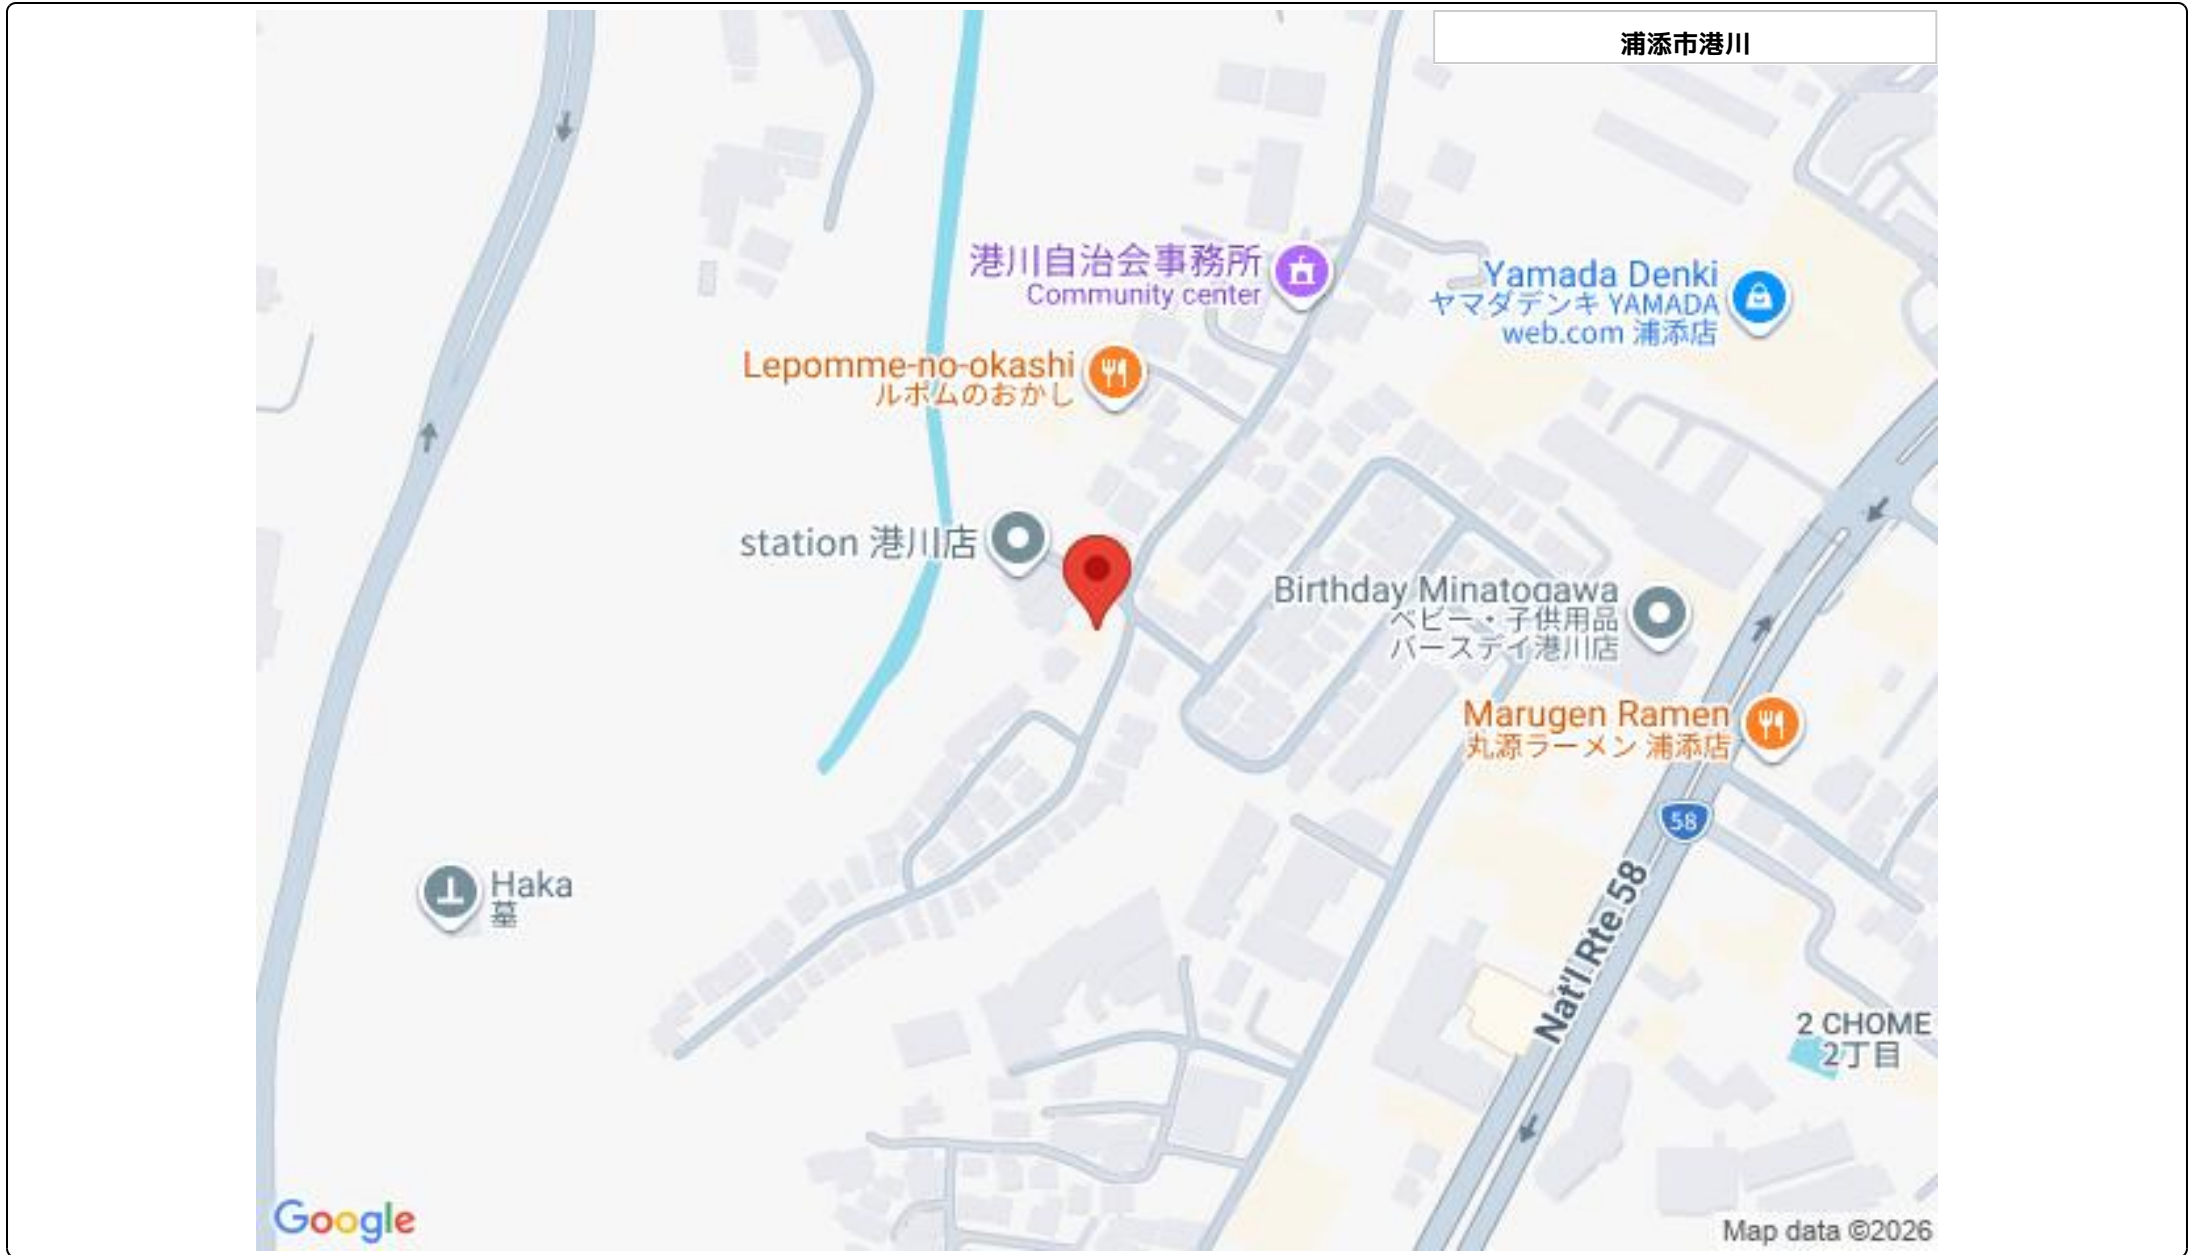 浦添市港川
港川自治会事務所
Community center
Yamada Denki
ヤマダデンキ YAMADA
web.com 浦添店
Lepomme-no-okashi
ルポムのおかし
station 港川店
Birthday Minatogawa
ベビー・子供用品
バースデイ港川店
Marugen Ramen
丸源ラーメン 浦添店
58
Nat'l Rte 58
Haka
墓
2 CHOME
2丁目
Google
Map data ©2026